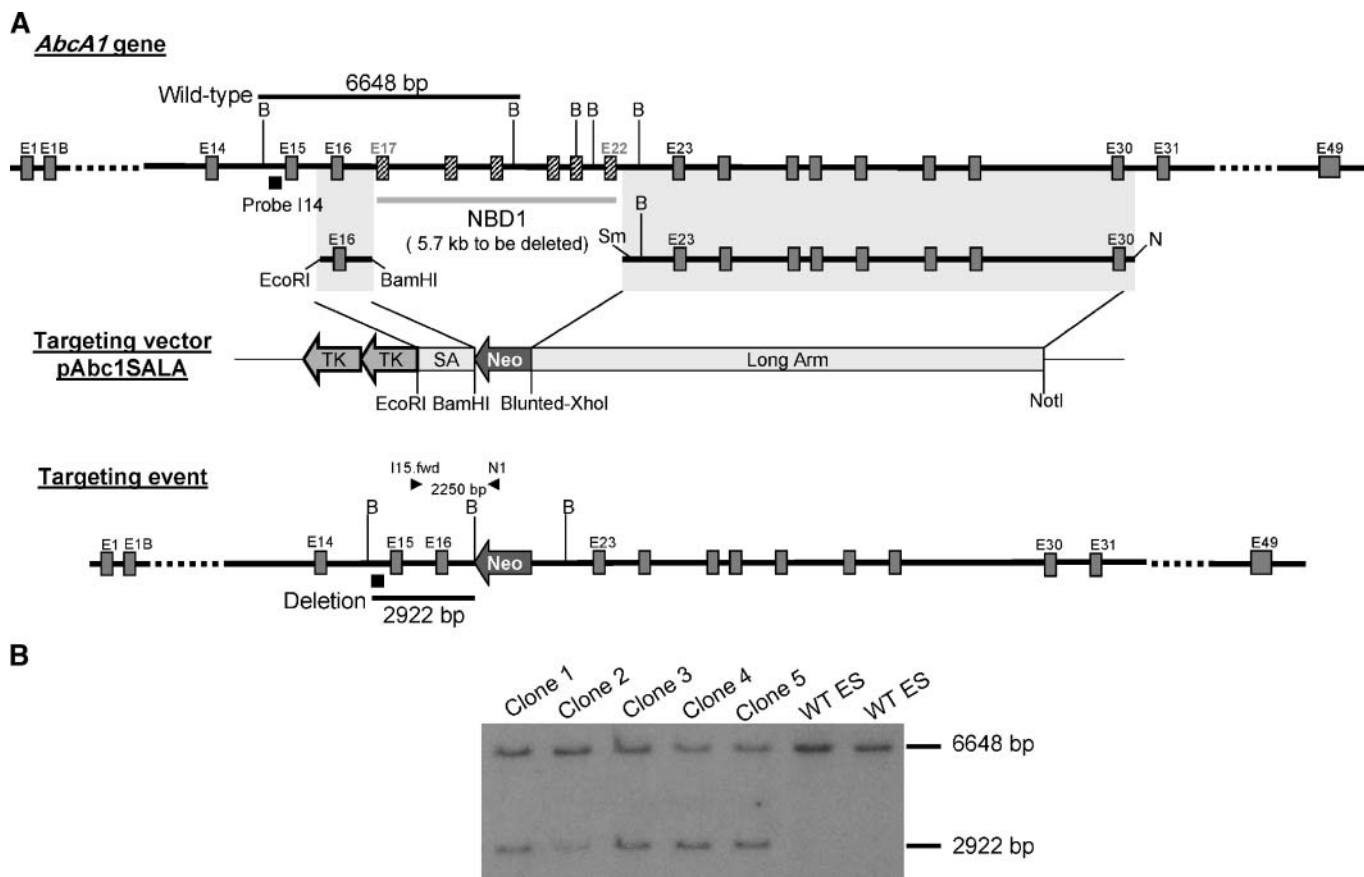 A
AbcA1 gene
Wild-type 6648 bp
B B B B B
E1 E1B E14 E15 E16 E17 E22 E23 E30 E31 E49
Probe I14
NBD1
( 5.7 kb to be deleted)
B
E16 Sm E23 E30 N
EcoRI BamHI
Targeting vector
pAbc1SALA
TK TK SA Neo Long Arm
EcoRI BamHI Blunted-XhoI NotI
Targeting event
I15.fwd N1
2250 bp
B B B
E1 E1B E14 E15 E16 Neo E23 E30 E31 E49
Deletion
2922 bp
B
Clone 1 Clone 2 Clone 3 Clone 4 Clone 5 WT ES WT ES
6648 bp
2922 bp